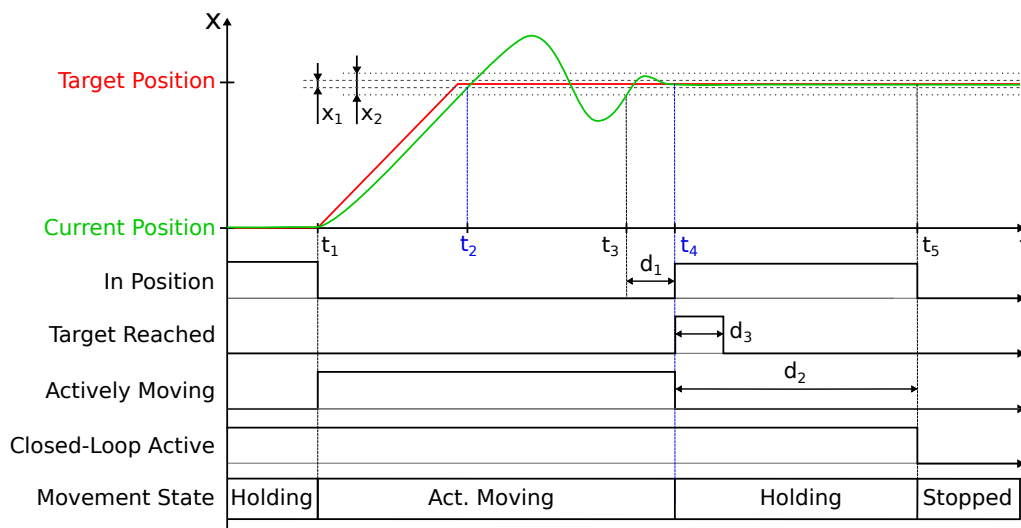 X
Target Position
x1 x2
Current Position
t1 t2 t3 t4 t5
In Position
d1
Target Reached
d3
Actively Moving
d2
Closed-Loop Active
Movement State Holding Act. Moving Holding Stopped